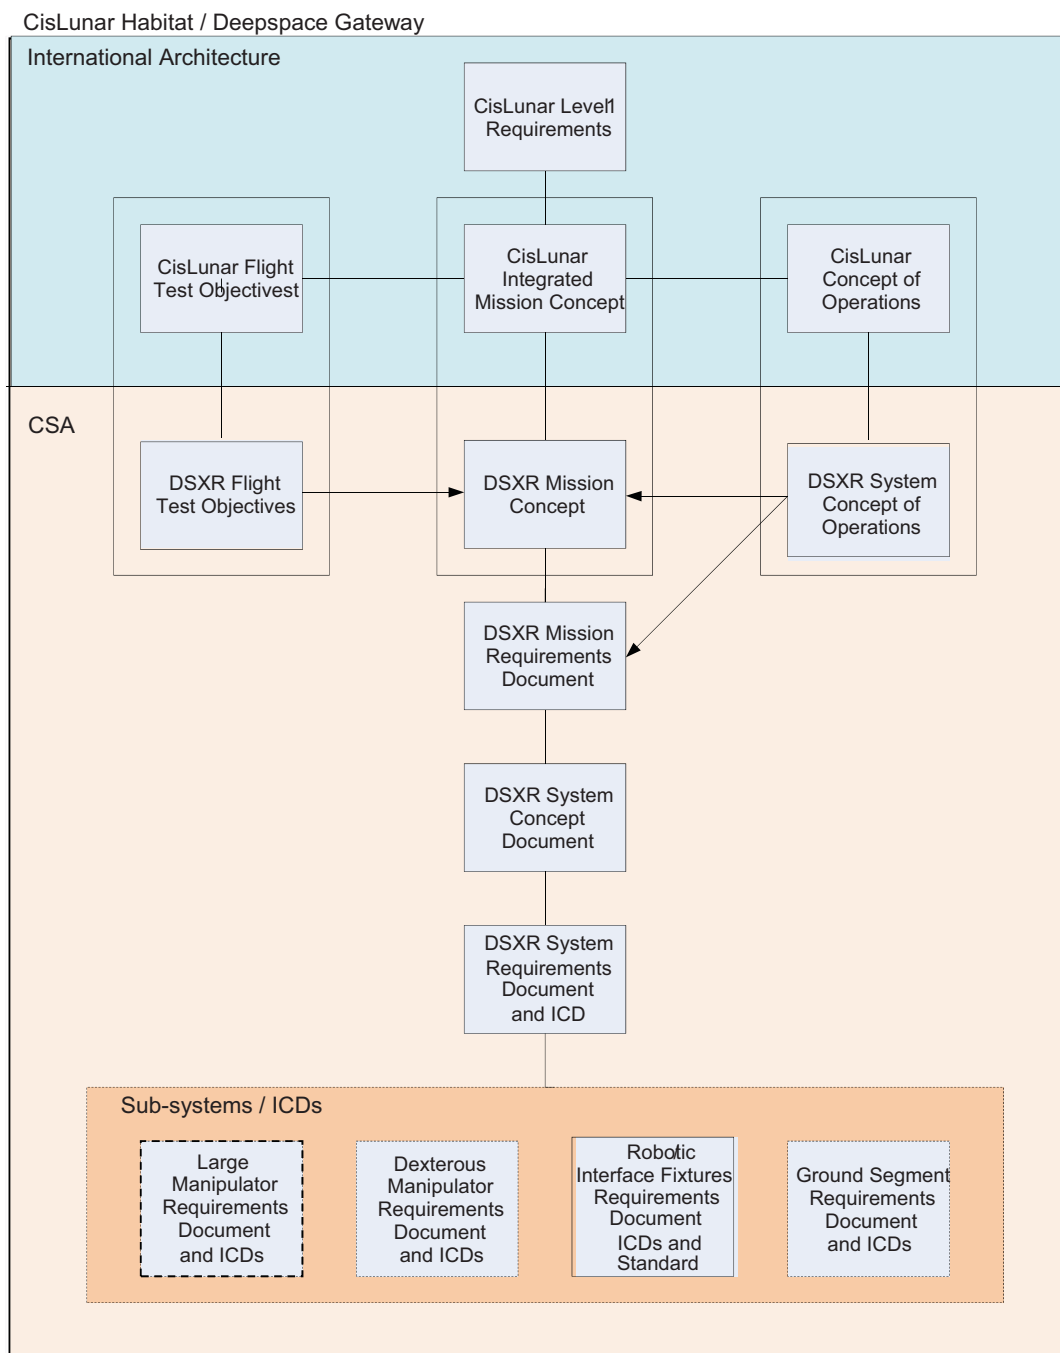 CisLunar Habitat / Deepspace Gateway
International Architecture
CisLunar Level1
Requirements
CisLunar Flight
Test Objectivest
CisLunar
Integrated
Mission Concept
CisLunar
Concept of
Operations
CSA
DSXR Flight
Test Objectives
DSXR Mission
Concept
DSXR System
Concept of
Operations
DSXR Mission
Requirements
Document
DSXR System
Concept
Document
DSXR System
Requirements
Document
and ICD
Sub-systems / ICDs
Large
Manipulator
Requirements
Document
and ICDs
Dexterous
Manipulator
Requirements
Document
and ICDs
Robotic
Interface Fixtures
Requirements
Document
ICDs and
Standard
Ground Segment
Requirements
Document
and ICDs